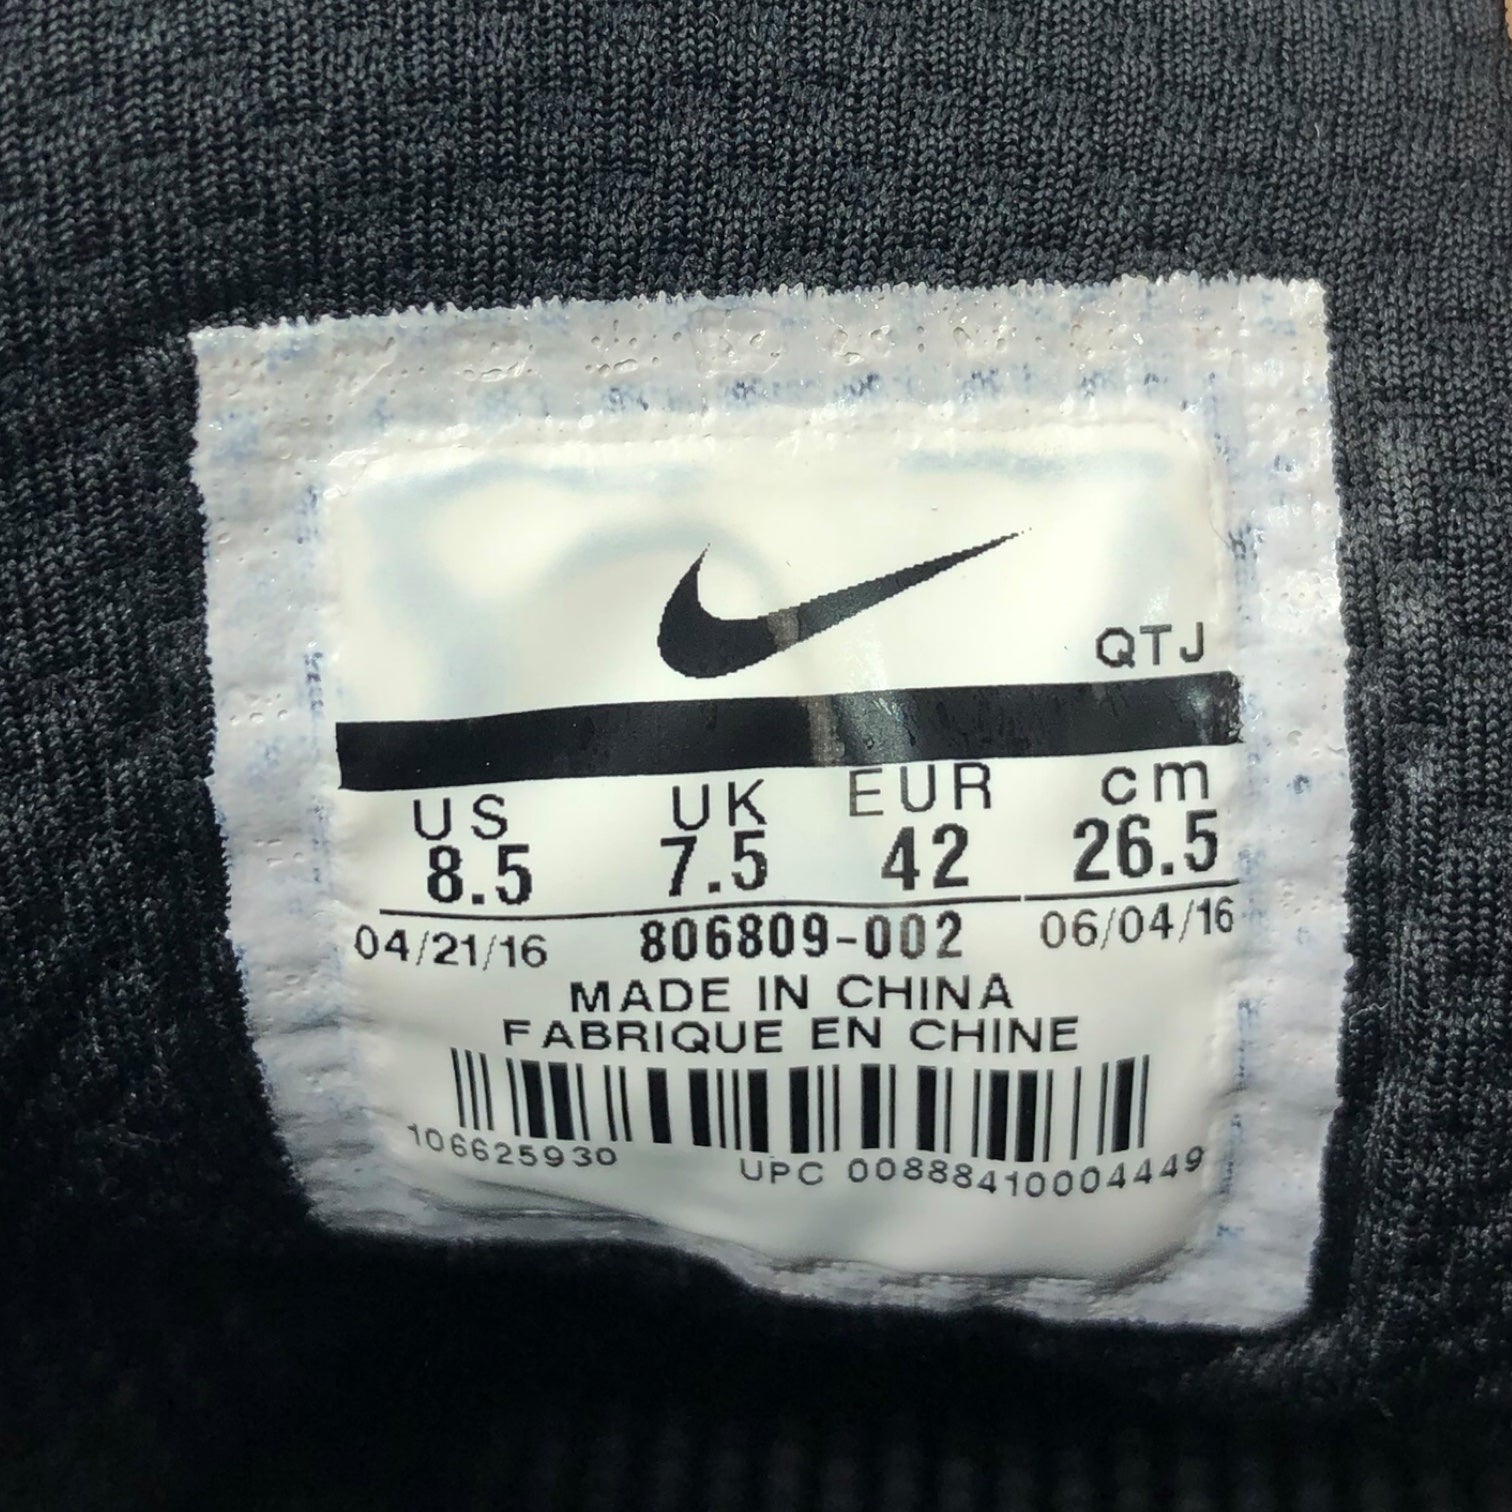 QTJ
US UK EUR cm
8.5 7.5 42 26.5
04/21/16 806809-002 06/04/16
MADE IN CHINA
FABRIQUE EN CHINE
106625930 UPC 00888410004449